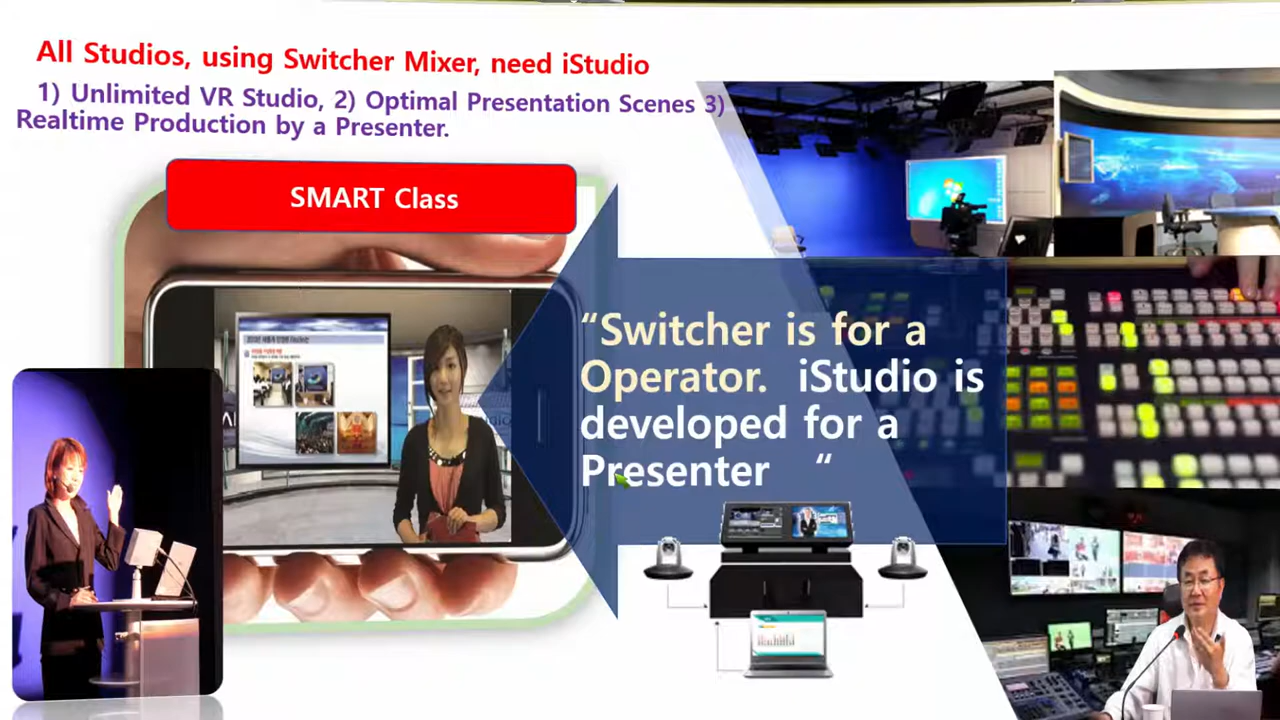 All Studios, using Switcher Mixer, need iStudio
1) Unlimited VR Studio, 2) Optimal Presentation Scenes 3)
Realtime Production by a Presenter.
SMART Class
“Switcher is for a
Operator. iStudio is
developed for a
Presenter “